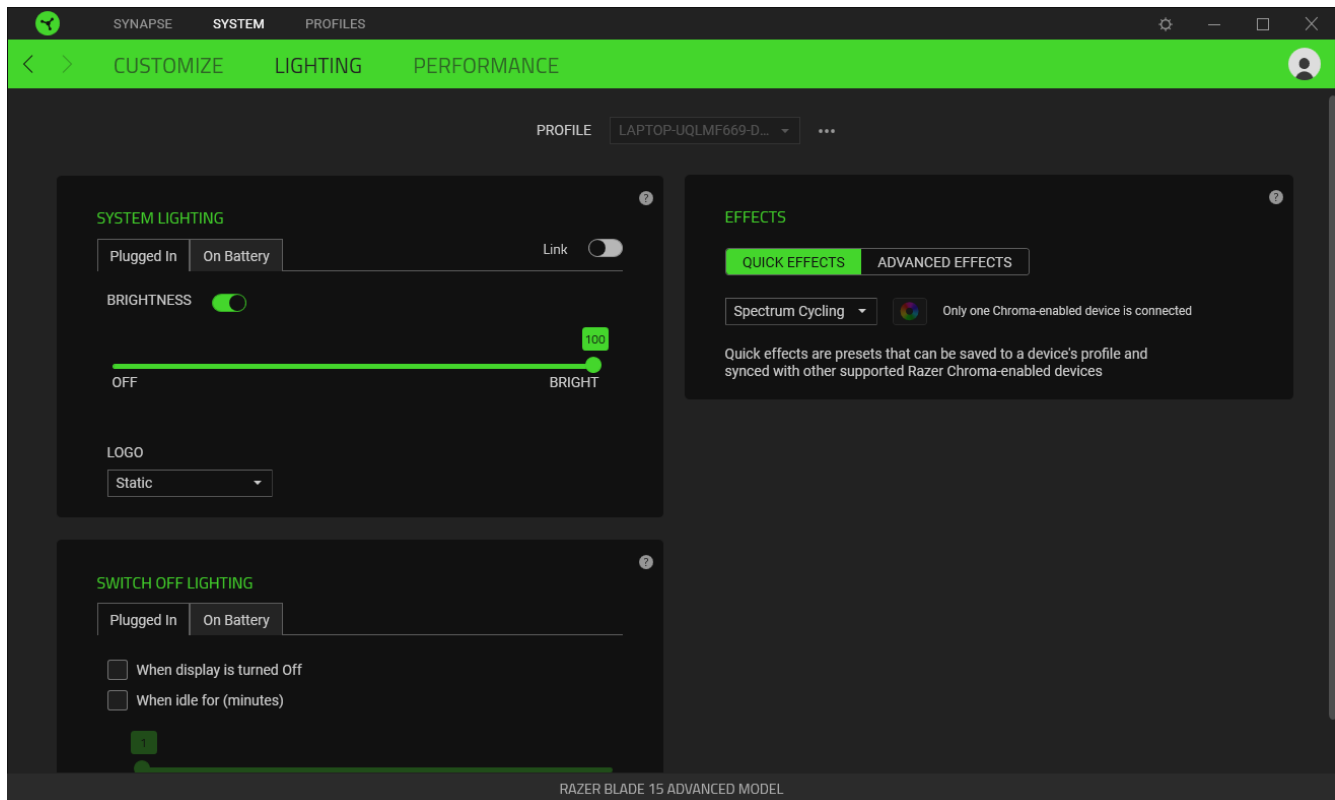 SYNAPSE SYSTEM PROFILES
CUSTOMIZE LIGHTING PERFORMANCE
PROFILE LAPTOP-UQLMF669-D...
SYSTEM LIGHTING
Plugged In On Battery Link
BRIGHTNESS
100
OFF BRIGHT
LOGO
Static
EFFECTS
QUICK EFFECTS ADVANCED EFFECTS
Spectrum Cycling Only one Chroma-enabled device is connected
Quick effects are presets that can be saved to a device's profile and
synced with other supported Razer Chroma-enabled devices
SWITCH OFF LIGHTING
Plugged In On Battery
When display is turned Off
When idle for (minutes)
1
RAZER BLADE 15 ADVANCED MODEL